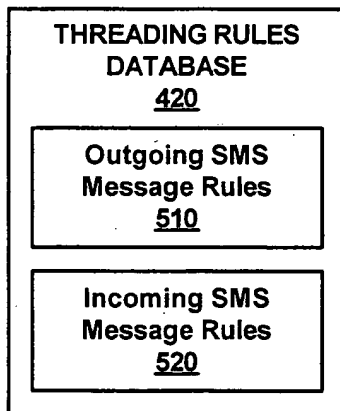 THREADING RULES
DATABASE
420
Outgoing SMS
Message Rules
510
Incoming SMS
Message Rules
520